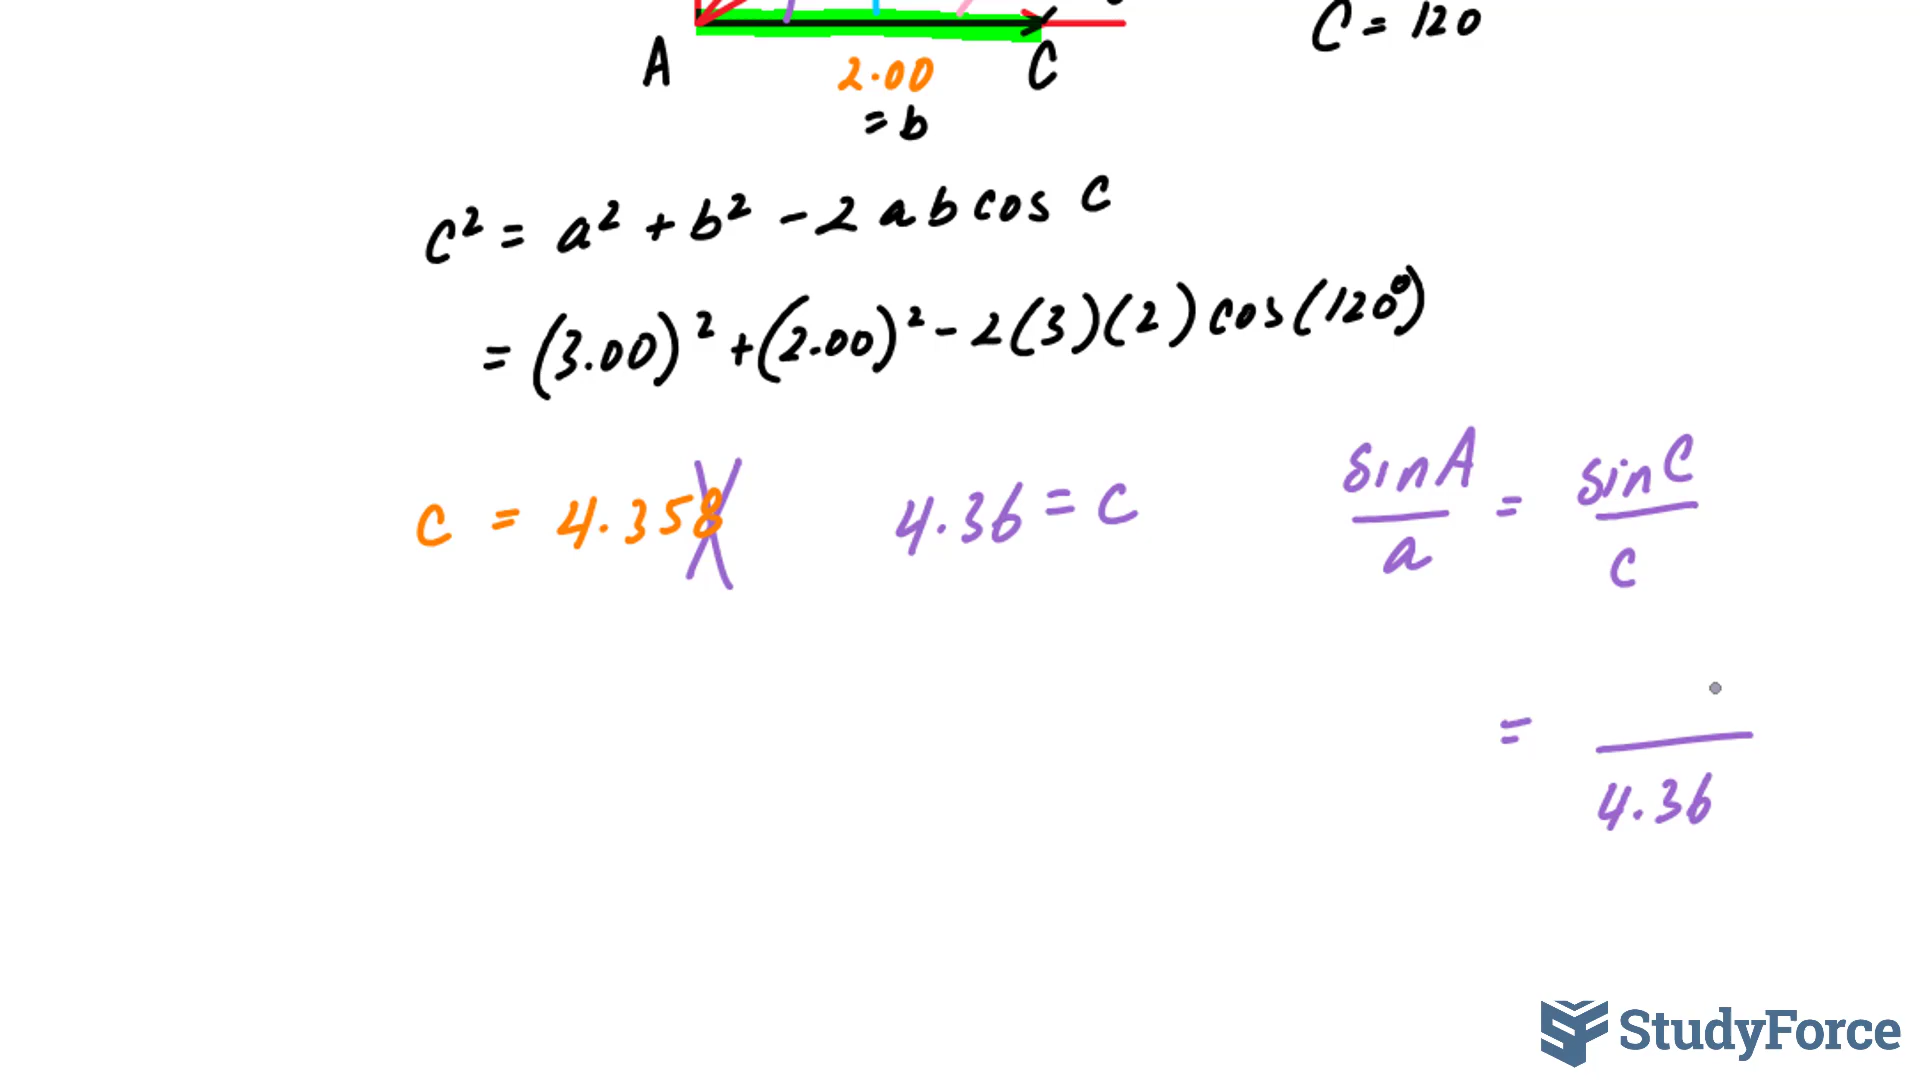 C = 120
A 2.00 C
= b
c² = a² + b² - 2 a b cos C
= (3.00)² + (2.00)² - 2(3)(2) cos(120°)
c = 4.358 4.36 = c sinA/a = sinC/c
= /4.36
StudyForce